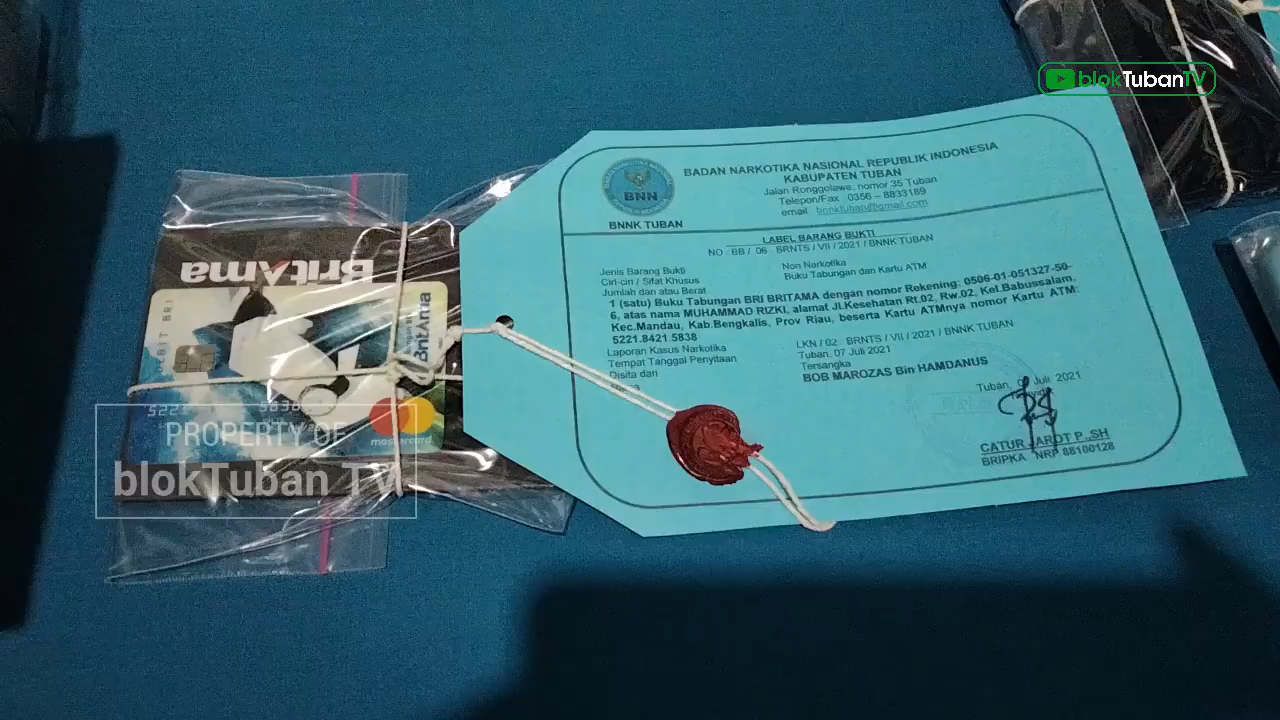 blokTubanTV
BADAN NARKOTIKA NASIONAL REPUBLIK INDONESIA
KABUPATEN TUBAN
Jalan Ronggolawe, nomor 35 Tuban
Telepon/Fax 0356 – 8833189
email bnnktuban@gmail.com
BNN
BNNK TUBAN
LABEL BARANG BUKTI
NO : BB / 06 BRNTS / VII / 2021 / BNNK TUBAN
Jenis Barang Bukti Non Narkotika
Ciri-cin / Sifat Khusus Buku Tabungan dan Kartu ATM
Jumlah dan atau Berat
1 (satu) Buku Tabungan BRI BRITAMA dengan nomor Rekening: 0506-01-051327-50-
6, atas nama MUHAMMAD RIZKI, alamat Jl.Kesehatan Rt.02, Rw.02, Kel.Babussalam,
Kec.Mandau, Kab.Bengkalis, Prov Riau, beserta Kartu ATMnya nomor Kartu ATM:
5221.8421.5838
Laporan Kasus Narkotika LKN / 02 BRNTS / VII / 2021 / BNNK TUBAN
Tempat Tanggal Penyitaan Tuban, 07 Juli 2021
Disita dari Tersangka
BOB MAROZAS Bin HAMDANUS
Tuban, Juli 2021
CATUR JAROT P.,SH
BRIPKA NRP 88100128
BritAma
BRI
BritAma
5221 5838
mastercard
PROPERTY OF
blokTuban TV